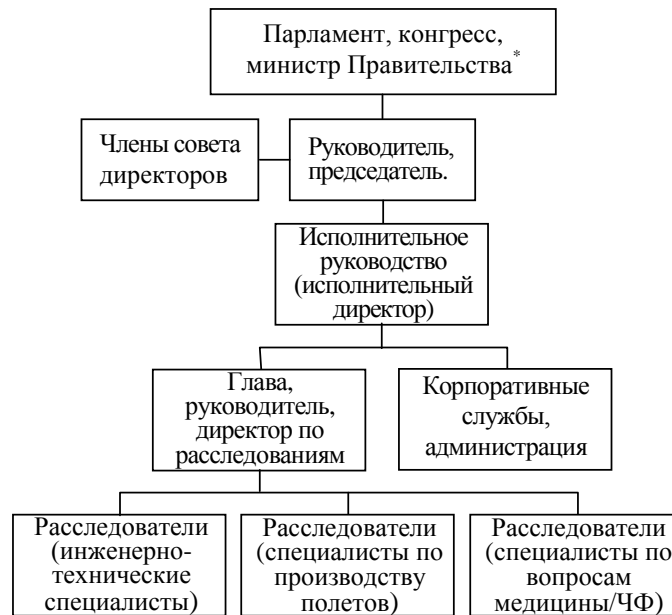 Парламент, конгресс,
министр Правительства*
Члены совета
директоров
Руководитель,
председатель.
Исполнительное
руководство
(исполнительный
директор)
Глава,
руководитель,
директор по
расследованиям
Корпоративные
службы,
администрация
Расследователи
(инженерно-
технические
специалисты)
Расследователи
(специалисты по
производству
полетов)
Расследователи
(специалисты по
вопросам
медицины/ЧФ)